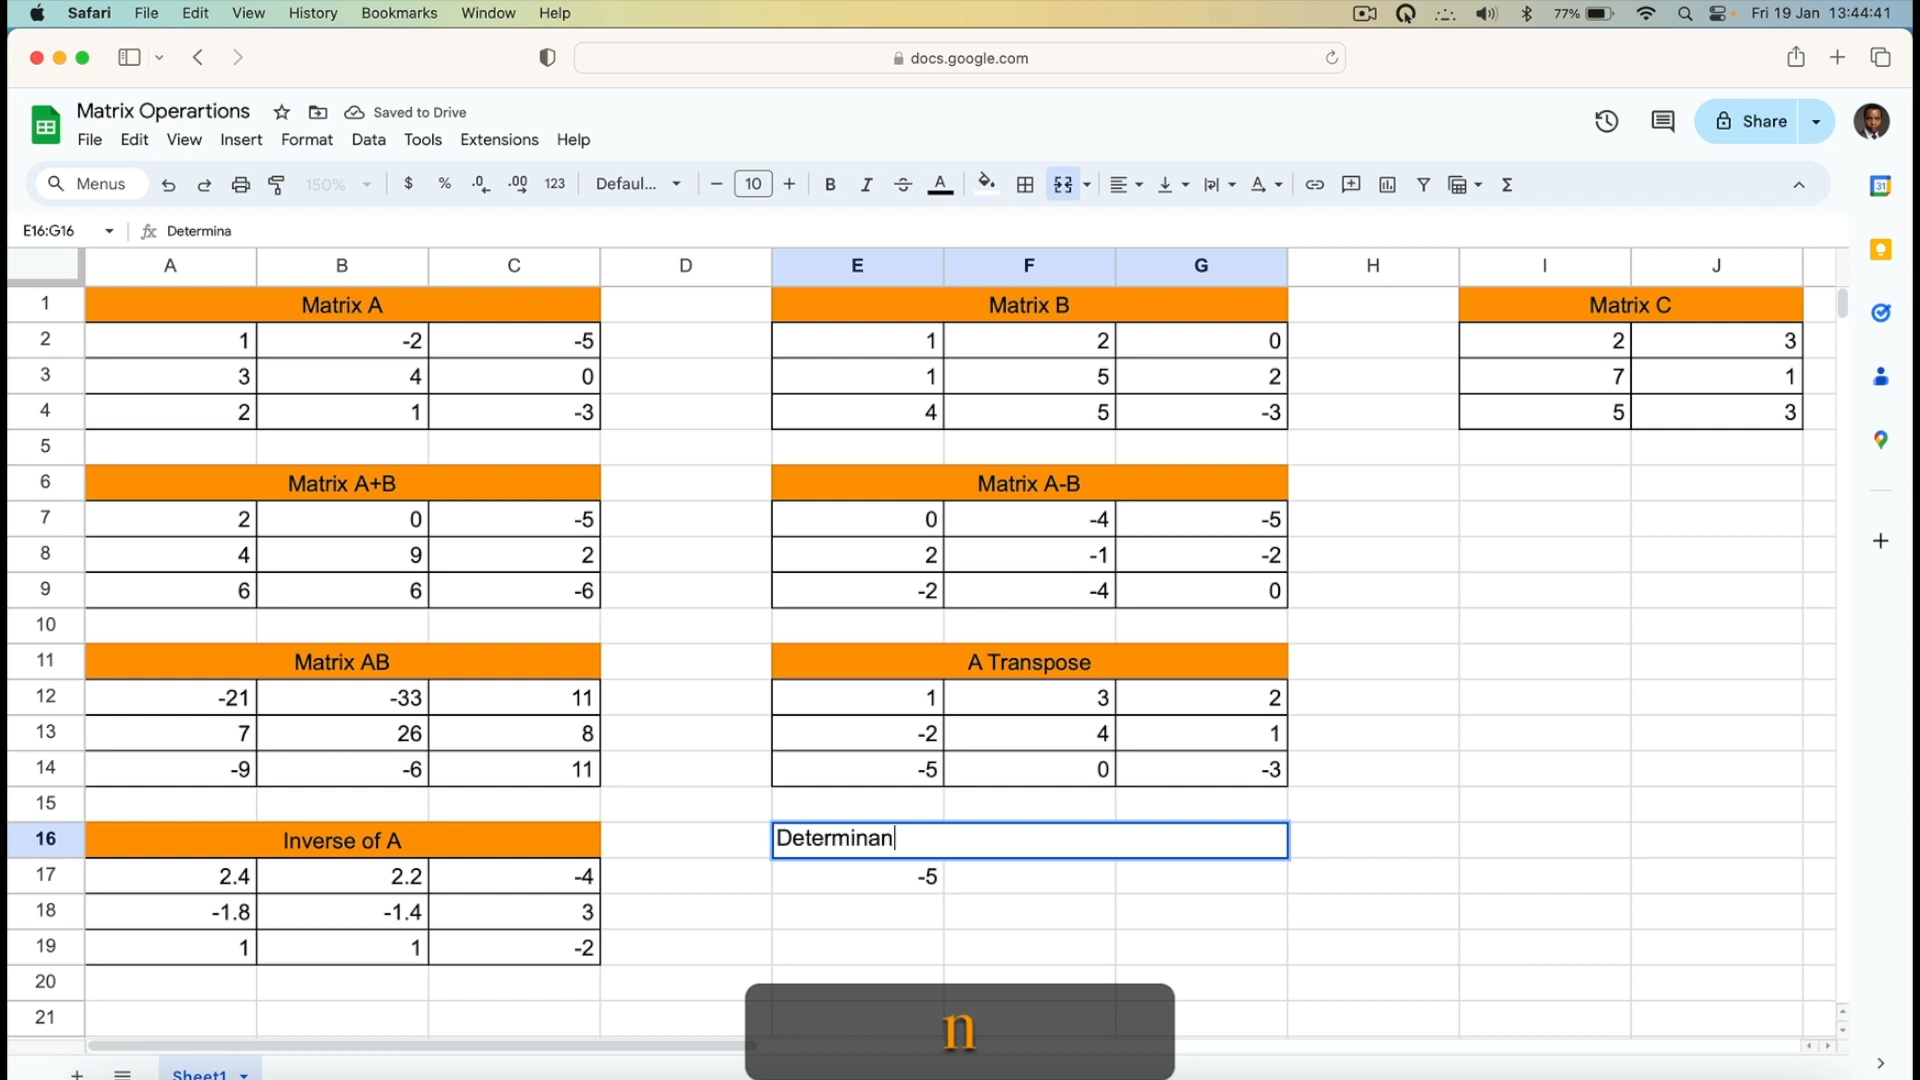 Safari File Edit View History Bookmarks Window Help 77% Fri 19 Jan 13:44:41
docs.google.com
Matrix Operartions Saved to Drive
File Edit View Insert Format Data Tools Extensions Help Share
Menus 150% $ % .0 .00 123 Defaul... 10 B I S A Σ
E16:G16 fx Determina
A B C D E F G H I J
1 Matrix A Matrix B Matrix C
2 1 -2 -5 1 2 0 2 3
3 3 4 0 1 5 2 7 1
4 2 1 -3 4 5 -3 5 3
5
6 Matrix A+B Matrix A-B
7 2 0 -5 0 -4 -5
8 4 9 2 2 -1 -2
9 6 6 -6 -2 -4 0
10
11 Matrix AB A Transpose
12 -21 -33 11 1 3 2
13 7 26 8 -2 4 1
14 -9 -6 11 -5 0 -3
15
16 Inverse of A Determinan
17 2.4 2.2 -4 -5
18 -1.8 -1.4 3
19 1 1 -2
20
21
n
Sheet1
31